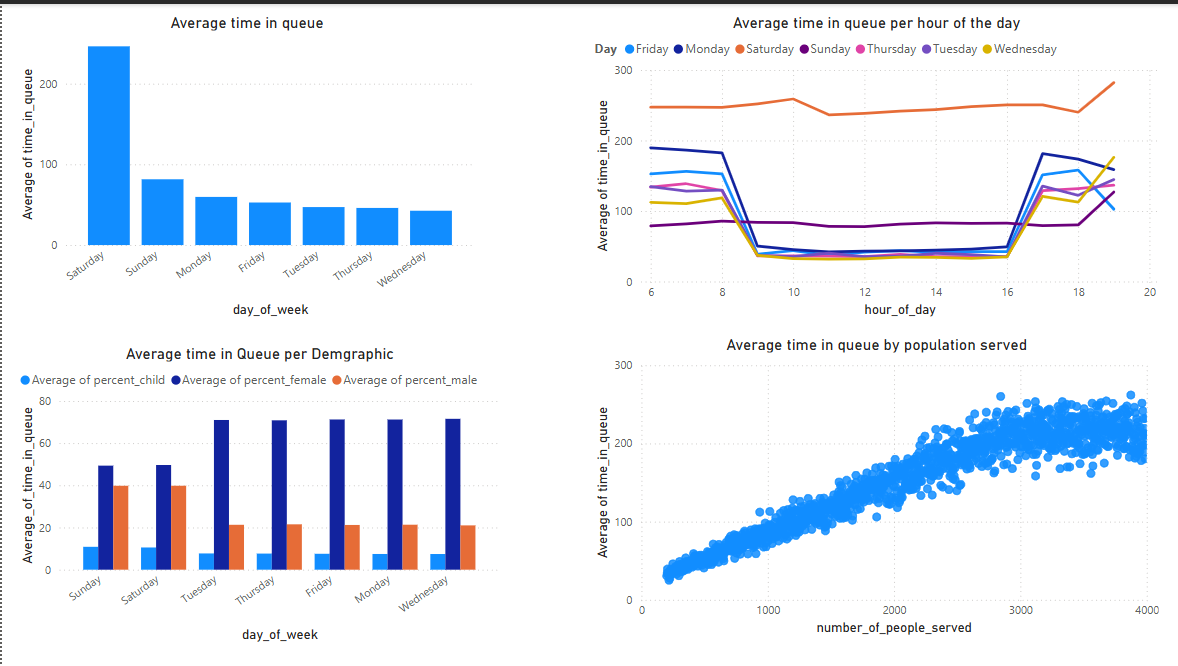 Average time in queue
Average of time_in_queue
200
100
0
Saturday
Sunday
Monday
Friday
Tuesday
Thursday
Wednesday
day_of_week
Average time in queue per hour of the day
Day Friday Monday Saturday Sunday Thursday Tuesday Wednesday
Average of time_in_queue
300
200
100
0
6 8 10 12 14 16 18 20
hour_of_day
Average time in Queue per Demgraphic
Average of percent_child Average of percent_female Average of percent_male
Average_of_time_in_queue
80
60
40
20
0
Sunday
Saturday
Tuesday
Thursday
Friday
Monday
Wednesday
day_of_week
Average time in queue by population served
Average of time_in_queue
300
200
100
0
0 1000 2000 3000 4000
number_of_people_served